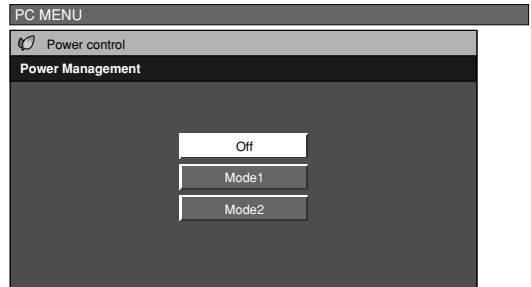 PC MENU
Power control
Power Management
Off
Mode1
Mode2